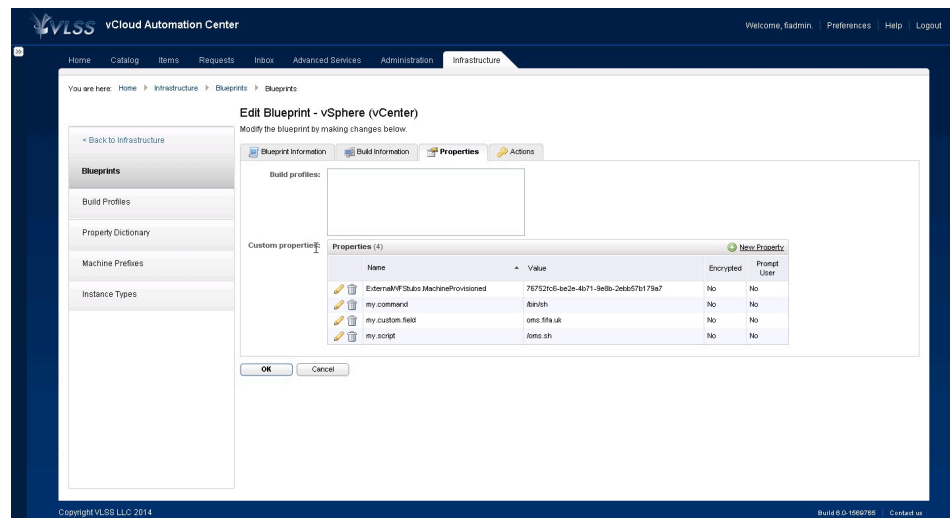 VLSS vCloud Automation Center
Welcome, fiadmin. Preferences Help Logout
Home Catalog Items Requests Inbox Advanced Services Administration Infrastructure
You are here: Home Infrastructure Blueprints Blueprints
Edit Blueprint - vSphere (vCenter)
Modify the blueprint by making changes below.
< Back to Infrastructure
Blueprints
Build Profiles
Property Dictionary
Machine Prefixes
Instance Types
Blueprint Information Build Information Properties Actions
Build profiles:
Custom properties:
Properties (4) New Property
Name Value Encrypted Prompt User
ExternalWFStubs.MachineProvisioned 76752fc6-be2e-4b71-9e8b-2ebb57b179a7 No No
my.command /bin/sh No No
my.custom.field oms.fifa.uk No No
my.script /oms.sh No No
OK Cancel
Copyright VLSS LLC 2014
Build 6.0-1569765 Contact us